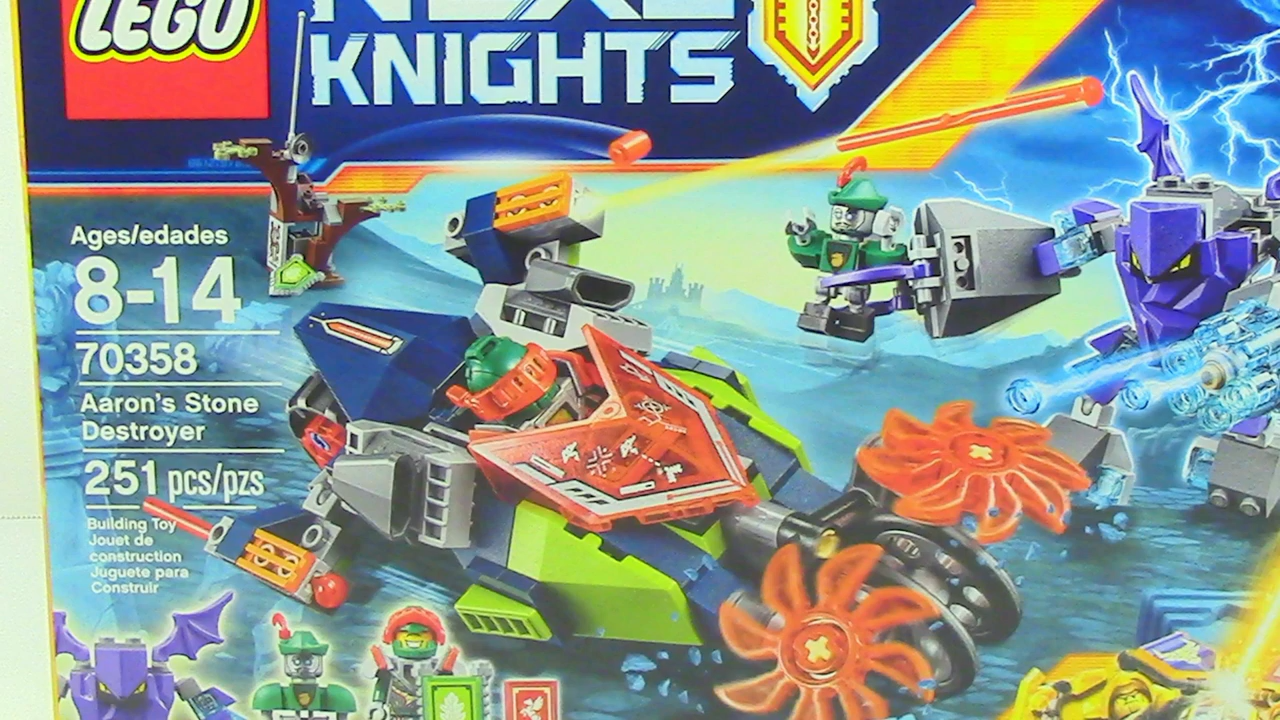 LEGO
NEXO
KNIGHTS
Ages/edades
8-14
70358
Aaron's Stone
Destroyer
251 pcs/pzs
Building Toy
Jouet de
construction
Juguete para
Construir